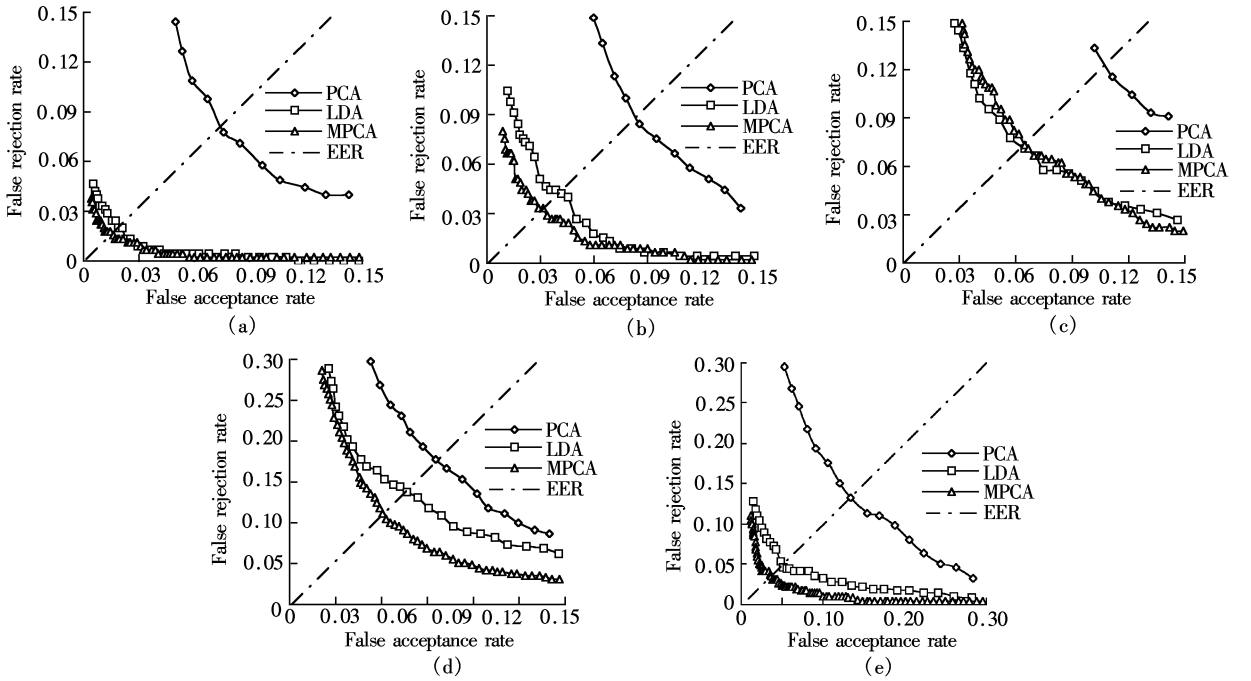 0.15
0.12
0.09
0.06
0.03
0
False rejection rate
PCA
LDA
MPCA
EER
0 0.03 0.06 0.09 0.12 0.15
False acceptance rate
(a)
0.15
0.12
0.09
0.06
0.03
0
False rejection rate
PCA
LDA
MPCA
EER
0 0.03 0.06 0.09 0.12 0.15
False acceptance rate
(b)
0.15
0.12
0.09
0.06
0.03
0
False rejection rate
PCA
LDA
MPCA
EER
0 0.03 0.06 0.09 0.12 0.15
False acceptance rate
(c)
0.30
0.25
0.20
0.15
0.10
0.05
0
False rejection rate
PCA
LDA
MPCA
EER
0 0.03 0.06 0.09 0.12 0.15
False acceptance rate
(d)
0.30
0.25
0.20
0.15
0.10
0.05
0
False rejection rate
PCA
LDA
MPCA
EER
0 0.10 0.20 0.30
False acceptance rate
(e)